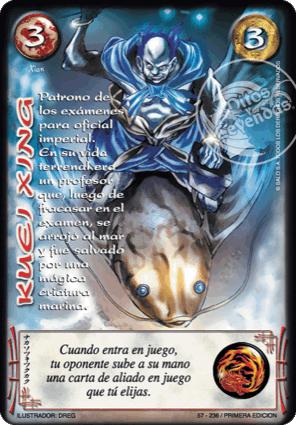 3
3
Xian
KUEI XING
Patrono de
los exámenes
para oficial
imperial.
En su vida
terrenal era
un profesor
que, luego de
fracasar en el
examen, se
arrojó al mar
y fué salvado
por una
mágica
criatura
marina.
Cuando entra en juego,
tu oponente sube a su mano
una carta de aliado en juego
que tú elijas.
ILUSTRADOR: DREG
57 - 236 / PRIMERA EDICION